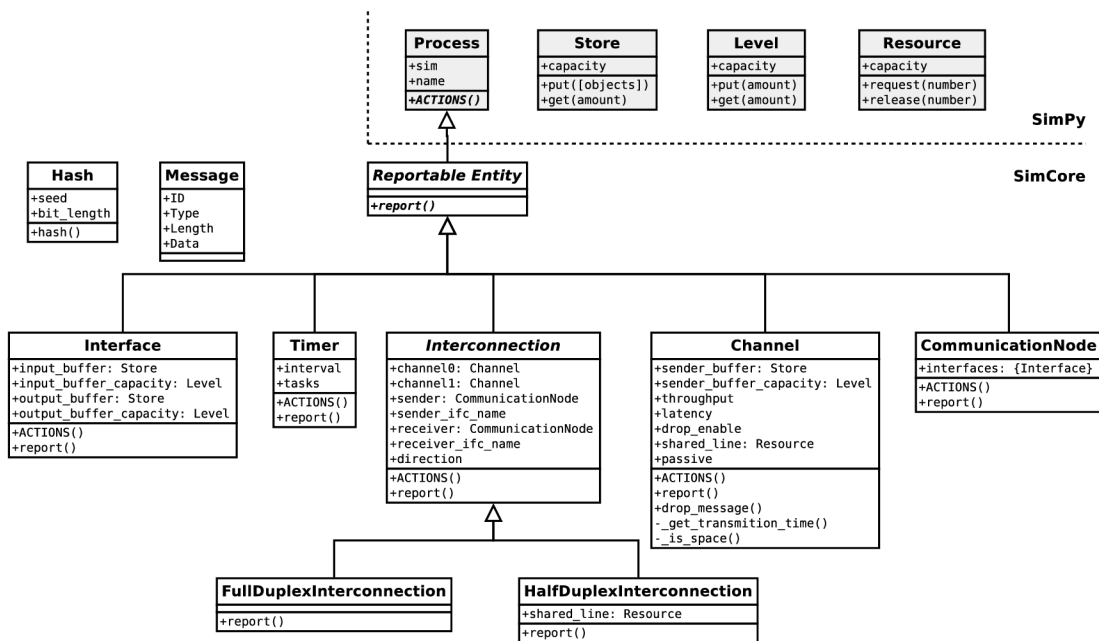 Process
+sim
+name
+ACTIONS()
Store
+capacity
+put([objects])
+get(amount)
Level
+capacity
+put(amount)
+get(amount)
Resource
+capacity
+request(number)
+release(number)
SimPy
SimCore
Hash
+seed
+bit_length
+hash()
Message
+ID
+Type
+Length
+Data
Reportable Entity
+report()
Interface
+input_buffer: Store
+input_buffer_capacity: Level
+output_buffer: Store
+output_buffer_capacity: Level
+ACTIONS()
+report()
Timer
+interval
+tasks
+ACTIONS()
+report()
Interconnection
+channel0: Channel
+channel1: Channel
+sender: CommunicationNode
+sender_ifc_name
+receiver: CommunicationNode
+receiver_ifc_name
+direction
+ACTIONS()
+report()
Channel
+sender_buffer: Store
+sender_buffer_capacity: Level
+throughput
+latency
+drop_enable
+shared_line: Resource
+passive
+ACTIONS()
+report()
+drop_message()
-_get_transmition_time()
-_is_space()
CommunicationNode
+interfaces: {Interface}
+ACTIONS()
+report()
FullDuplexInterconnection
+report()
HalfDuplexInterconnection
+shared_line: Resource
+report()